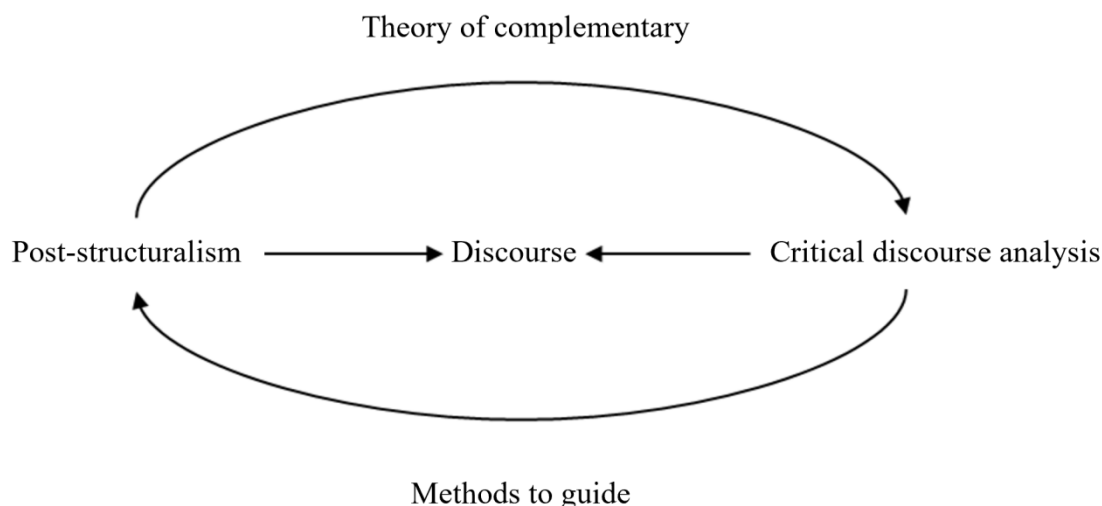 Theory of complementary
Post-structuralism Discourse Critical discourse analysis
Methods to guide